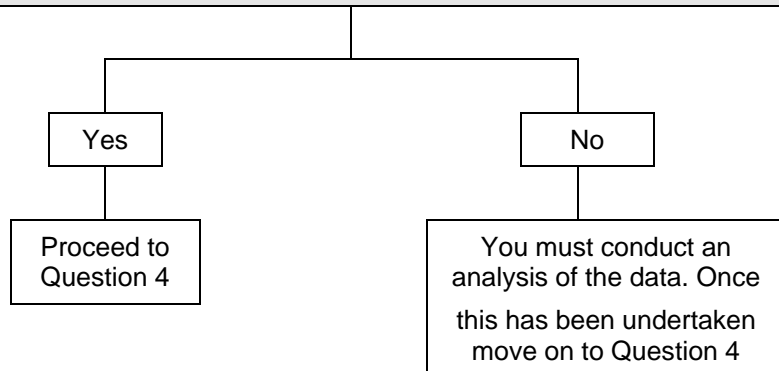 Yes
No
Proceed to
Question 4
You must conduct an
analysis of the data. Once
this has been undertaken
move on to Question 4